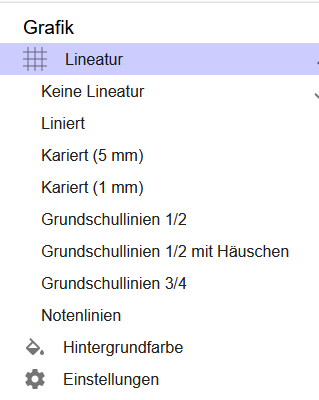 Grafik
Lineatur
Keine Lineatur
Liniert
Kariert (5 mm)
Kariert (1 mm)
Grundschullinien 1/2
Grundschullinien 1/2 mit Häuschen
Grundschullinien 3/4
Notenlinien
Hintergrundfarbe
Einstellungen